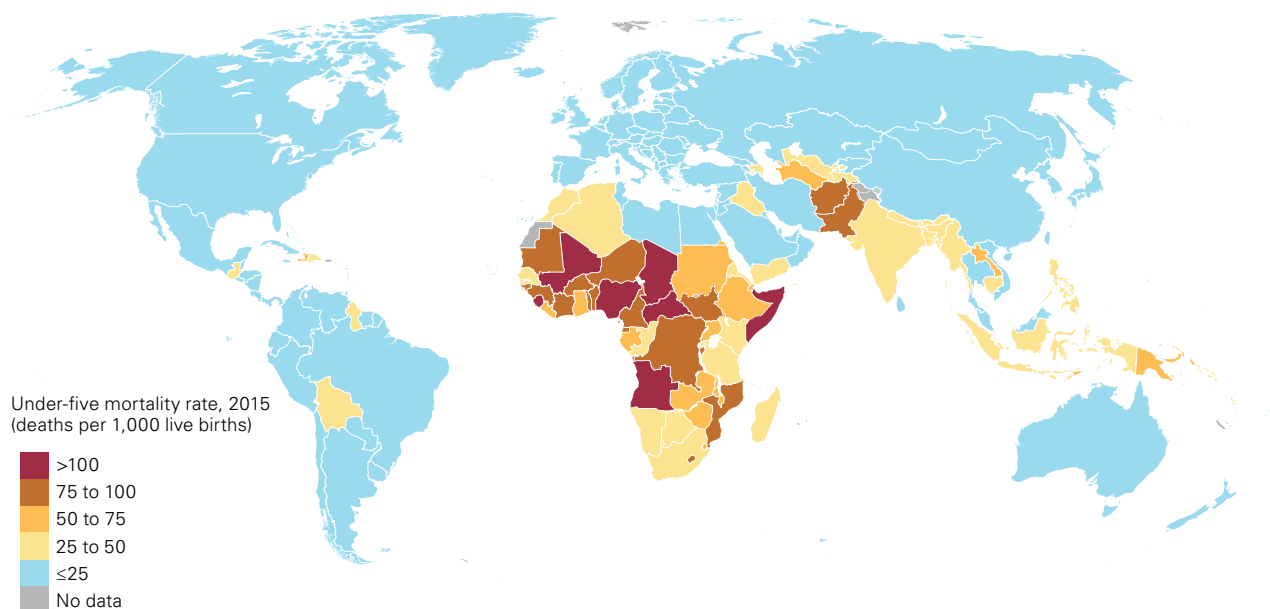 Under-five mortality rate, 2015
(deaths per 1,000 live births)
>100
75 to 100
50 to 75
25 to 50
≤25
No data